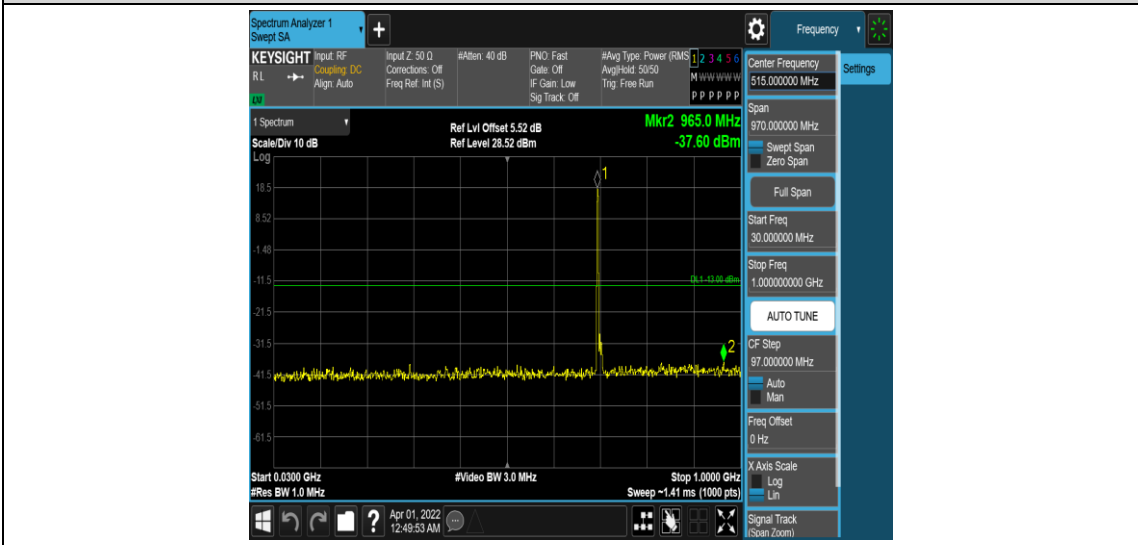 Spectrum Analyzer 1
Swept SA
+
Frequency
KEYSIGHT
RL
LXI
Input: RF
Coupling: DC
Align: Auto
Input Z: 50 Ω
Corrections: Off
Freq Ref: Int (S)
#Atten: 40 dB
PNO: Fast
Gate: Off
IF Gain: Low
Sig Track: Off
#Avg Type: Power (RMS
Avg|Hold: 50/50
Trig: Free Run
1 2 3 4 5 6
M W W W W W
P P P P P P
Settings
1 Spectrum
Scale/Div 10 dB
Log
Ref Lvl Offset 5.52 dB
Ref Level 28.52 dBm
Mkr2 965.0 MHz
-37.60 dBm
1
18.5
8.52
-1.48
-11.5
DL1 -13.00 dBm
-21.5
-31.5
2
-41.5
-51.5
-61.5
Start 0.0300 GHz
#Res BW 1.0 MHz
#Video BW 3.0 MHz
Stop 1.0000 GHz
Sweep ~1.41 ms (1000 pts)
?
Apr 01, 2022
12:49:53 AM
Center Frequency
515.000000 MHz
Span
970.000000 MHz
Swept Span
Zero Span
Full Span
Start Freq
30.000000 MHz
Stop Freq
1.000000000 GHz
AUTO TUNE
CF Step
97.000000 MHz
Auto
Man
Freq Offset
0 Hz
X Axis Scale
Log
Lin
Signal Track
(Span Zoom)